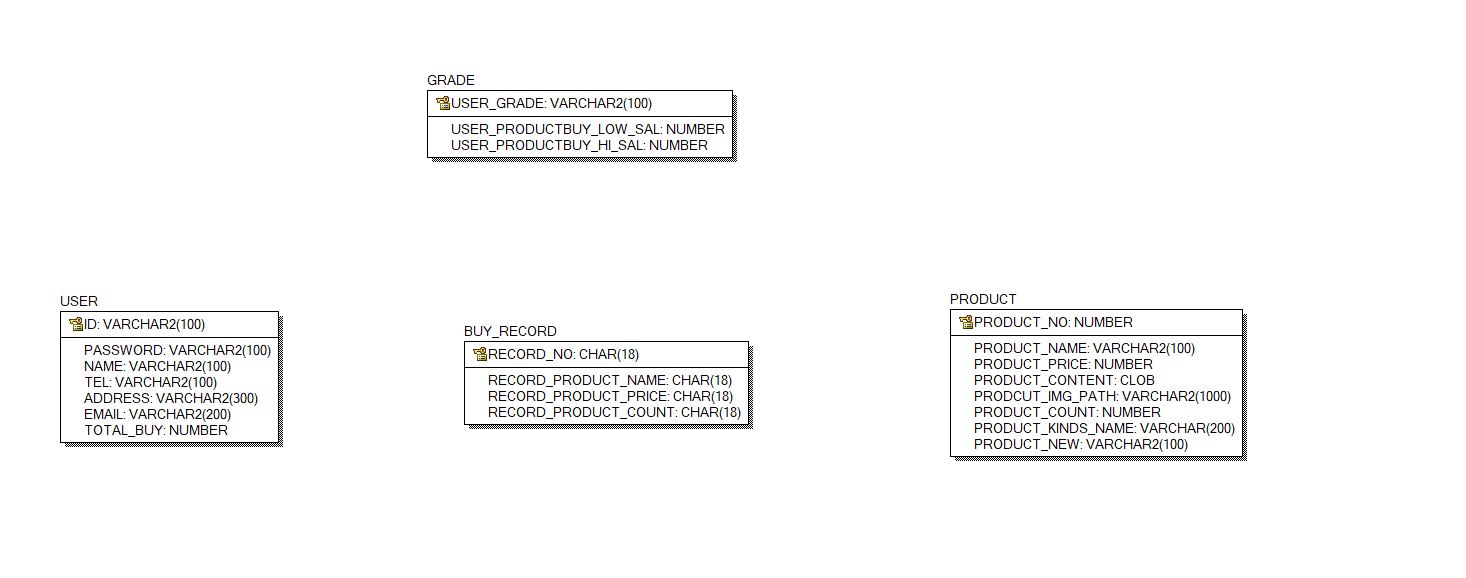 GRADE
USER_GRADE: VARCHAR2(100)
USER_PRODUCTBUY_LOW_SAL: NUMBER
USER_PRODUCTBUY_HI_SAL: NUMBER
USER
ID: VARCHAR2(100)
PASSWORD: VARCHAR2(100)
NAME: VARCHAR2(100)
TEL: VARCHAR2(100)
ADDRESS: VARCHAR2(300)
EMAIL: VARCHAR2(200)
TOTAL_BUY: NUMBER
BUY_RECORD
RECORD_NO: CHAR(18)
RECORD_PRODUCT_NAME: CHAR(18)
RECORD_PRODUCT_PRICE: CHAR(18)
RECORD_PRODUCT_COUNT: CHAR(18)
PRODUCT
PRODUCT_NO: NUMBER
PRODUCT_NAME: VARCHAR2(100)
PRODUCT_PRICE: NUMBER
PRODUCT_CONTENT: CLOB
PRODCUT_IMG_PATH: VARCHAR2(1000)
PRODUCT_COUNT: NUMBER
PRODUCT_KINDS_NAME: VARCHAR(200)
PRODUCT_NEW: VARCHAR2(100)